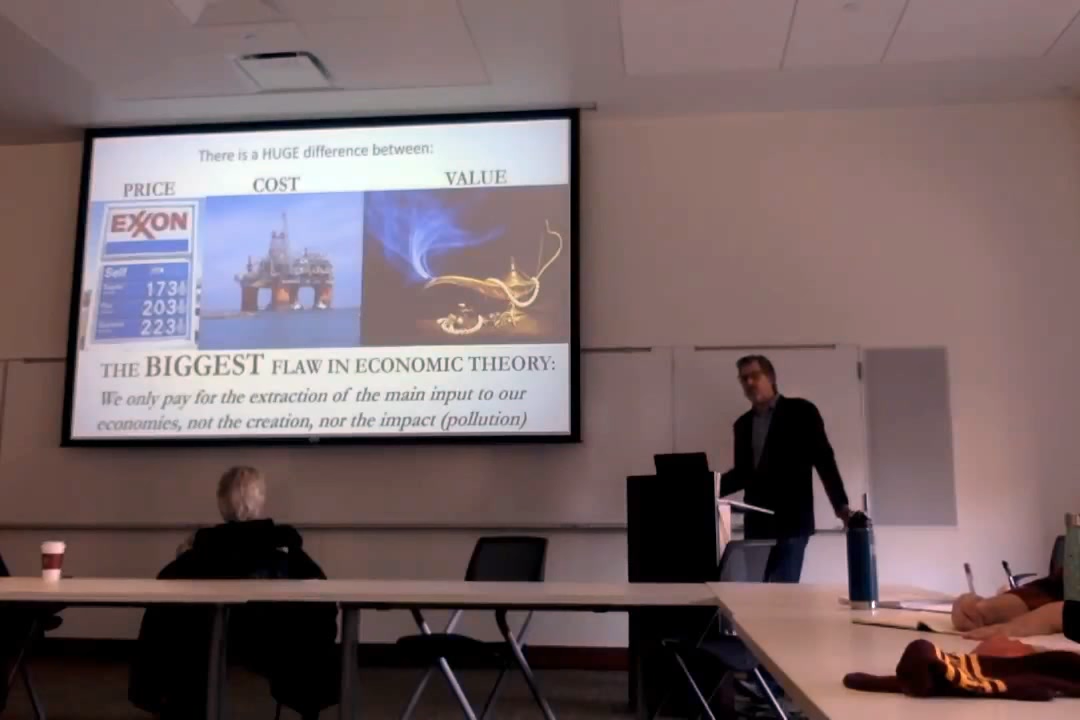 There is a HUGE difference between:
PRICE COST VALUE
EXXON
Self
173
203
223
THE BIGGEST FLAW IN ECONOMIC THEORY:
We only pay for the extraction of the main input to our
economies, not the creation, nor the impact (pollution)